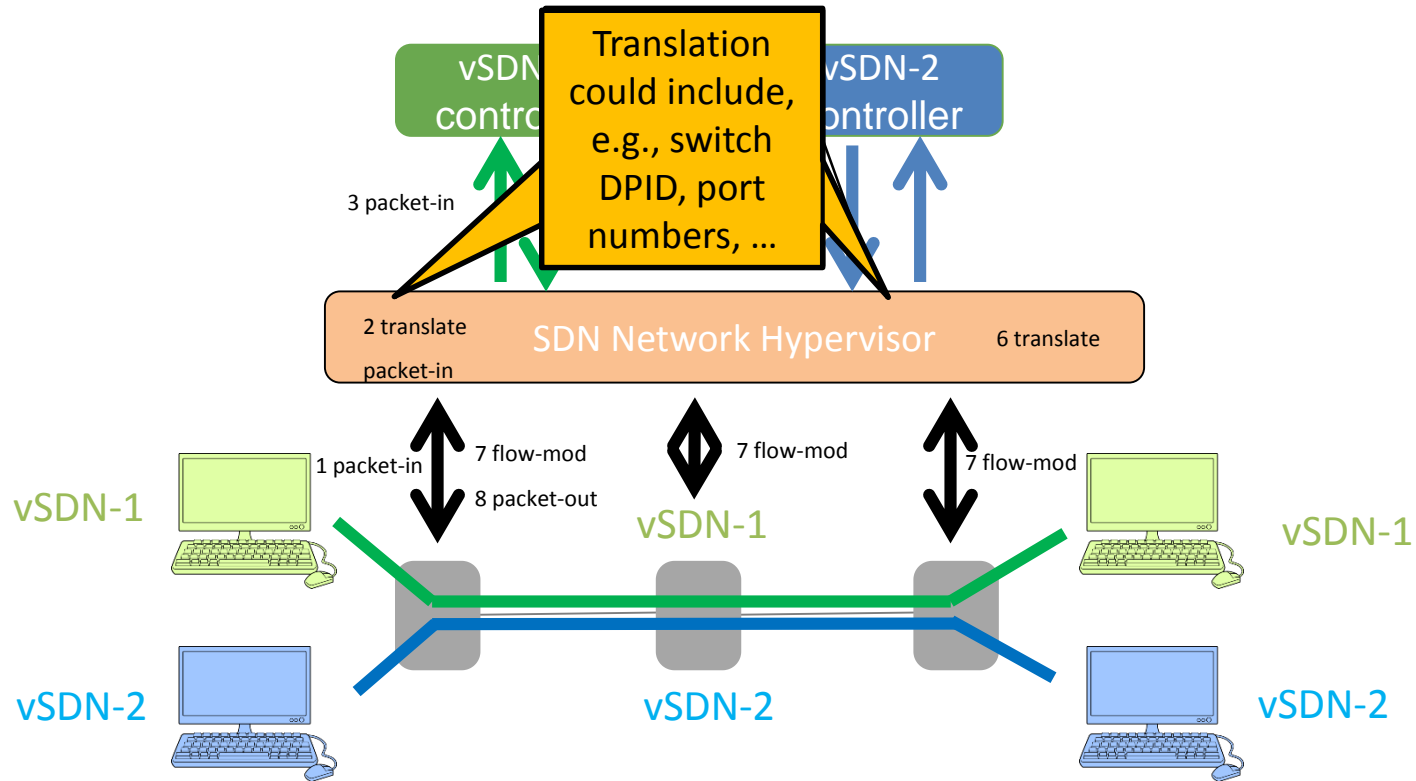 Translation
could include,
e.g., switch
DPID, port
numbers, …
vSDN
contro
vSDN-2
ontroller
3 packet-in
2 translate
packet-in
SDN Network Hypervisor
6 translate
1 packet-in
7 flow-mod
8 packet-out
7 flow-mod
7 flow-mod
vSDN-1
vSDN-1
vSDN-1
vSDN-2
vSDN-2
vSDN-2